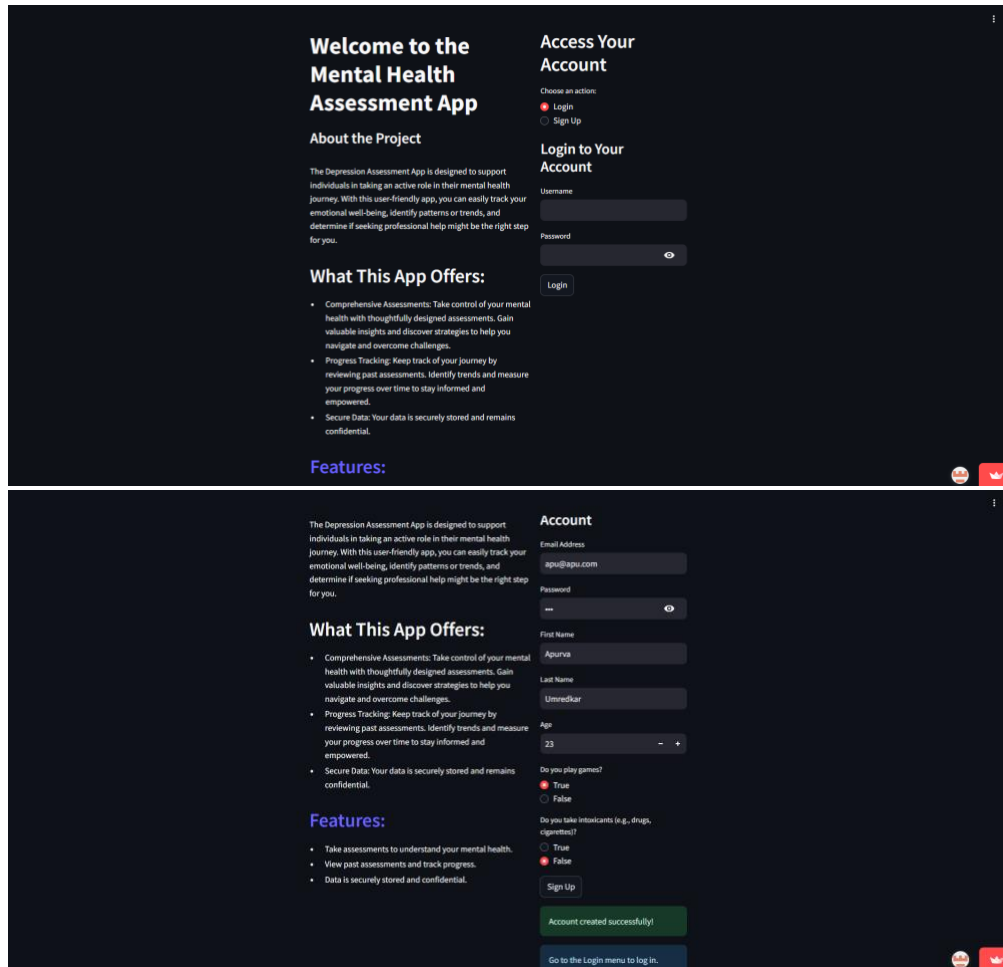 Welcome to the
Mental Health
Assessment App
About the Project
The Depression Assessment App is designed to support
individuals in taking an active role in their mental health
journey. With this user-friendly app, you can easily track your
emotional well-being, identify patterns or trends, and
determine if seeking professional help might be the right step
for you.
What This App Offers:
• Comprehensive Assessments: Take control of your mental
health with thoughtfully designed assessments. Gain
valuable insights and discover strategies to help you
navigate and overcome challenges.
• Progress Tracking: Keep track of your journey by
reviewing past assessments. Identify trends and measure
your progress over time to stay informed and
empowered.
• Secure Data: Your data is securely stored and remains
confidential.
Features:
Access Your
Account
Choose an action:
Login
Sign Up
Login to Your
Account
Username
Password
Login
The Depression Assessment App is designed to support
individuals in taking an active role in their mental health
journey. With this user-friendly app, you can easily track your
emotional well-being, identify patterns or trends, and
determine if seeking professional help might be the right step
for you.
What This App Offers:
• Comprehensive Assessments: Take control of your mental
health with thoughtfully designed assessments. Gain
valuable insights and discover strategies to help you
navigate and overcome challenges.
• Progress Tracking: Keep track of your journey by
reviewing past assessments. Identify trends and measure
your progress over time to stay informed and
empowered.
• Secure Data: Your data is securely stored and remains
confidential.
Features:
• Take assessments to understand your mental health.
• View past assessments and track progress.
• Data is securely stored and confidential.
Account
Email Address
apu@apu.com
Password
•••
First Name
Apurva
Last Name
Umredkar
Age
23 − +
Do you play games?
True
False
Do you take intoxicants (e.g., drugs,
cigarettes)?
True
False
Sign Up
Account created successfully!
Go to the Login menu to log in.